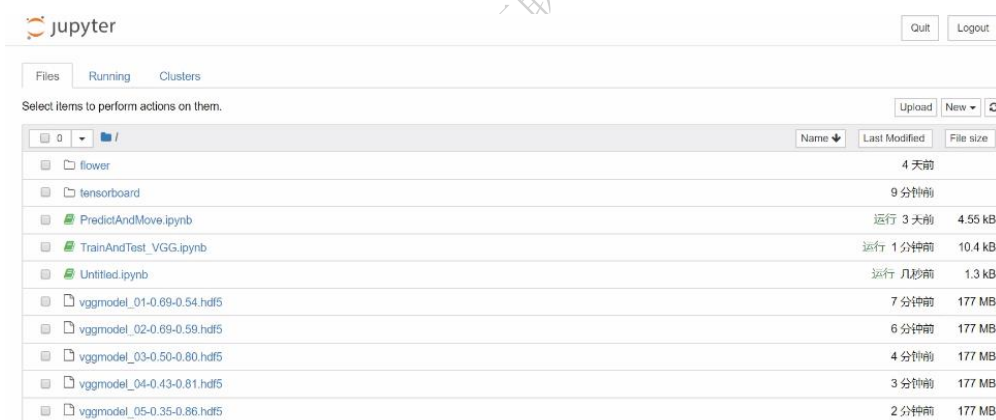 jupyter Quit Logout
Files Running Clusters
Select items to perform actions on them. Upload New
0 / Name Last Modified File size
flower 4 天前
tensorboard 9 分钟前
PredictAndMove.ipynb 运行 3 天前 4.55 kB
TrainAndTest_VGG.ipynb 运行 1 分钟前 10.4 kB
Untitled.ipynb 运行 几秒前 1.3 kB
vggmodel_01-0.69-0.54.hdf5 7 分钟前 177 MB
vggmodel_02-0.69-0.59.hdf5 6 分钟前 177 MB
vggmodel_03-0.50-0.80.hdf5 4 分钟前 177 MB
vggmodel_04-0.43-0.81.hdf5 3 分钟前 177 MB
vggmodel_05-0.35-0.86.hdf5 2 分钟前 177 MB